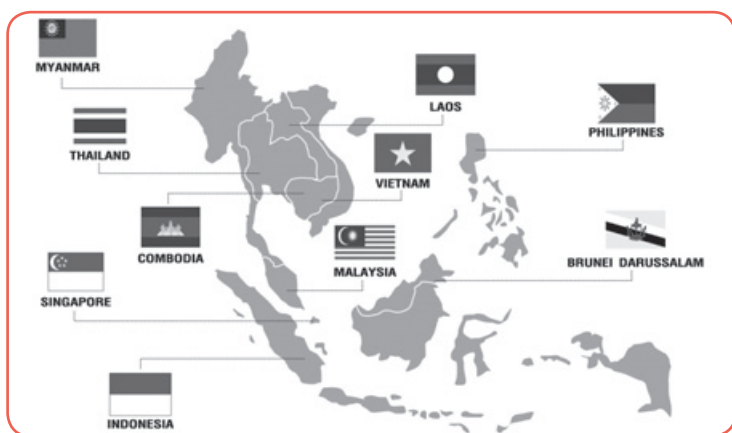 MYANMAR
LAOS
PHILIPPINES
THAILAND
VIETNAM
COMBODIA
MALAYSIA
BRUNEI DARUSSALAM
SINGAPORE
INDONESIA